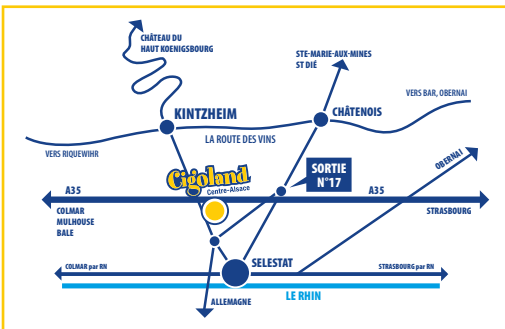 CHÂTEAU DU
HAUT KOENIGSBOURG
STE-MARIE-AUX-MINES
ST DIÉ
VERS BAR, OBERNAI
KINTZHEIM
CHÂTENOIS
LA ROUTE DES VINS
VERS RIQUEWIHR
OBERNAI
Cigoland
Centre-Alsace
SORTIE
N°17
A35
A35
COLMAR
MULHOUSE
BALE
STRASBOURG
SELESTAT
COLMAR par RN
STRASBOURG par RN
LE RHIN
ALLEMAGNE